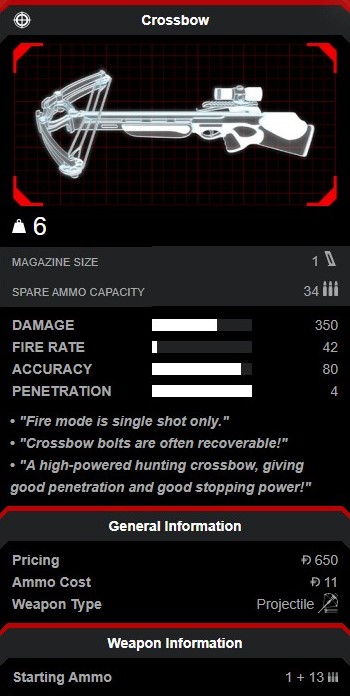 Crossbow
6
MAGAZINE SIZE 1
SPARE AMMO CAPACITY 34
DAMAGE 350
FIRE RATE 42
ACCURACY 80
PENETRATION 4
• "Fire mode is single shot only."
• "Crossbow bolts are often recoverable!"
• "A high-powered hunting crossbow, giving
good penetration and good stopping power!"
General Information
Pricing 650
Ammo Cost 11
Weapon Type Projectile
Weapon Information
Starting Ammo 1 + 13